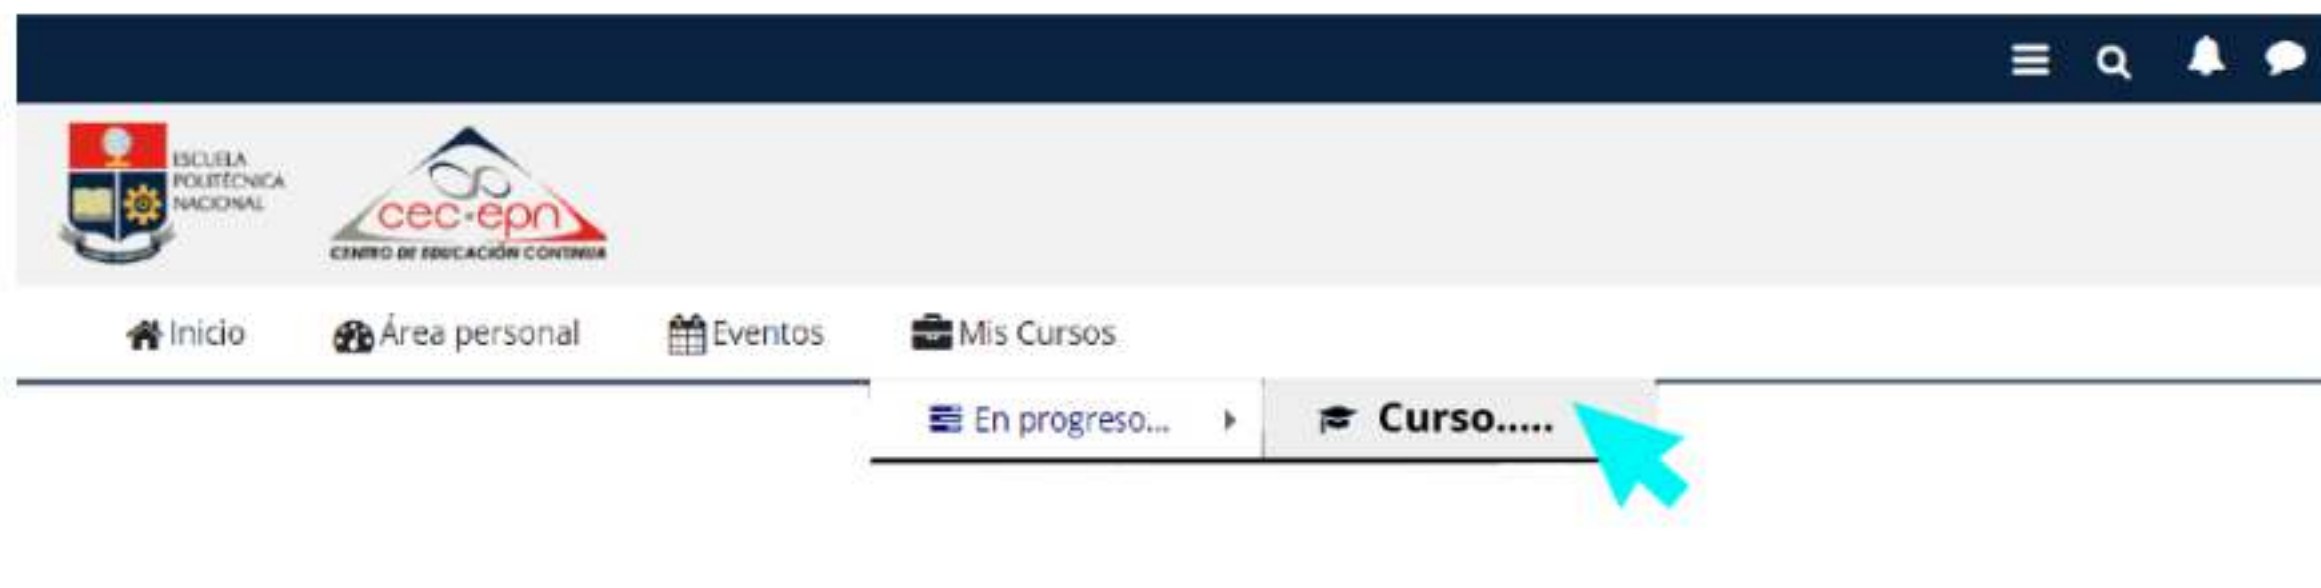 ESCUELA
POLITÉCNICA
NACIONAL
cec-epn
CENTRO DE EDUCACIÓN CONTINUA
Inicio Área personal Eventos Mis Cursos
En progreso... Curso.....